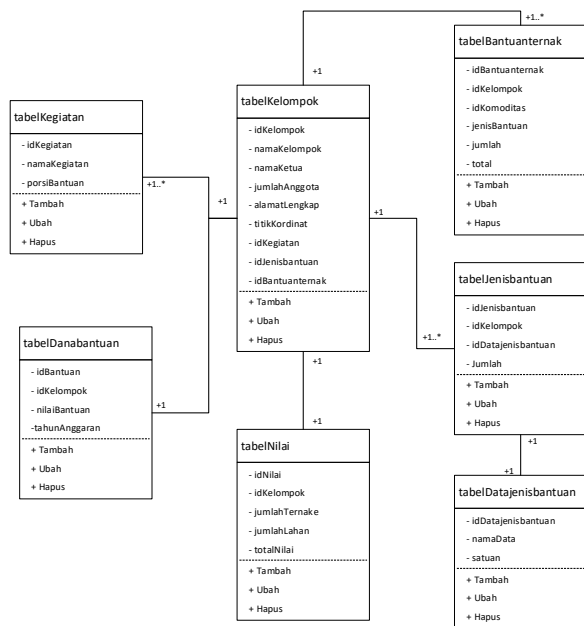 +1..*
tabelBantuanternak
- idBantuanternak
- idKelompok
- idKomoditas
- jenisBantuan
- jumlah
- total
+ Tambah
+ Ubah
+ Hapus
+1
tabelKelompok
- idKelompok
- namaKelompok
- namaKetua
- jumlahAnggota
- alamatLengkap
- titikKordinat
- idKegiatan
- idJenisbantuan
- idBantuanternak
+ Tambah
+ Ubah
+ Hapus
tabelKegiatan
- idKegiatan
- namaKegiatan
- porsiBantuan
+ Tambah
+ Ubah
+ Hapus
+1..*
+1
+1
tabelJenisbantuan
- idJenisbantuan
- idKelompok
- idDatajenisbantuan
- Jumlah
+ Tambah
+ Ubah
+ Hapus
+1..*
tabelDanabantuan
- idBantuan
- idKelompok
- nilaiBantuan
-tahunAnggaran
+ Tambah
+ Ubah
+ Hapus
+1
+1
+1
tabelNilai
- idNilai
- idKelompok
- jumlahTernake
- jumlahLahan
- totalNilai
+ Tambah
+ Ubah
+ Hapus
+1
+1
tabelDatajenisbantuan
- idDatajenisbantuan
- namaData
- satuan
+ Tambah
+ Ubah
+ Hapus